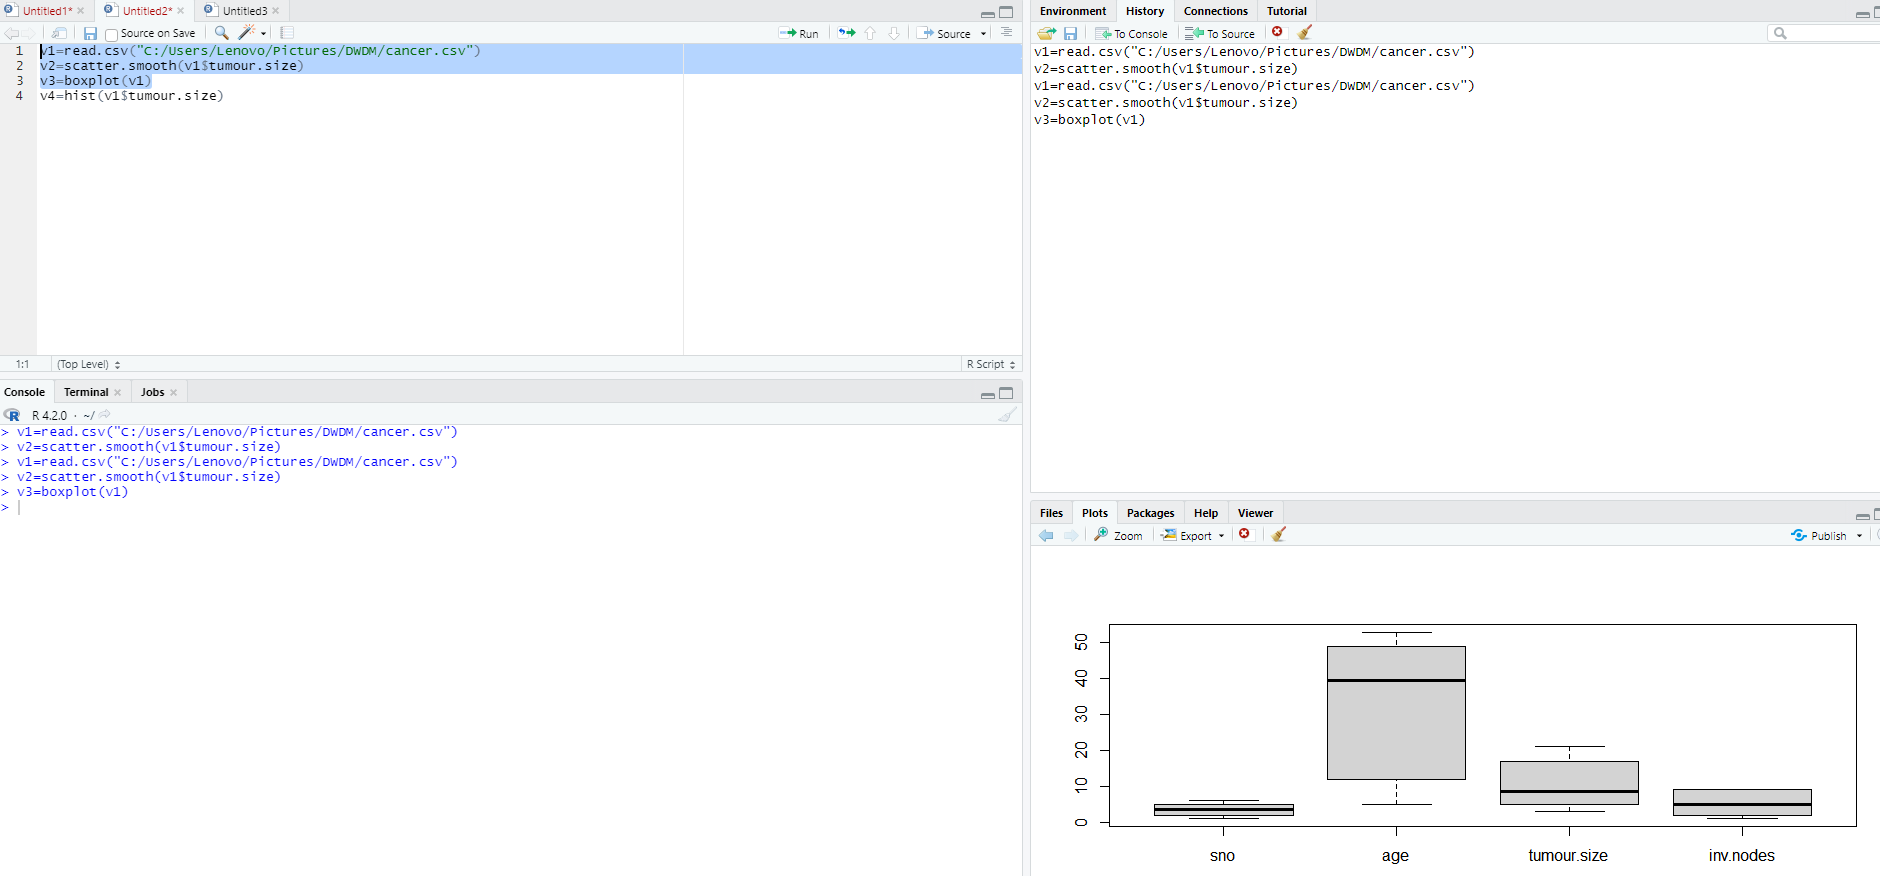 Untitled1* Untitled2* Untitled3
Source on Save Run Source
1 v1=read.csv("C:/Users/Lenovo/Pictures/DWDM/cancer.csv")
2 v2=scatter.smooth(v1$tumour.size)
3 v3=boxplot(v1)
4 v4=hist(v1$tumour.size)
1:1 (Top Level) R Script
Console Terminal Jobs
R R 4.2.0 · ~/
> v1=read.csv("C:/Users/Lenovo/Pictures/DWDM/cancer.csv")
> v2=scatter.smooth(v1$tumour.size)
> v1=read.csv("C:/Users/Lenovo/Pictures/DWDM/cancer.csv")
> v2=scatter.smooth(v1$tumour.size)
> v3=boxplot(v1)
>
Environment History Connections Tutorial
To Console To Source
v1=read.csv("C:/Users/Lenovo/Pictures/DWDM/cancer.csv")
v2=scatter.smooth(v1$tumour.size)
v1=read.csv("C:/Users/Lenovo/Pictures/DWDM/cancer.csv")
v2=scatter.smooth(v1$tumour.size)
v3=boxplot(v1)
Files Plots Packages Help Viewer
Zoom Export Publish
50
40
30
20
10
0
sno age tumour.size inv.nodes